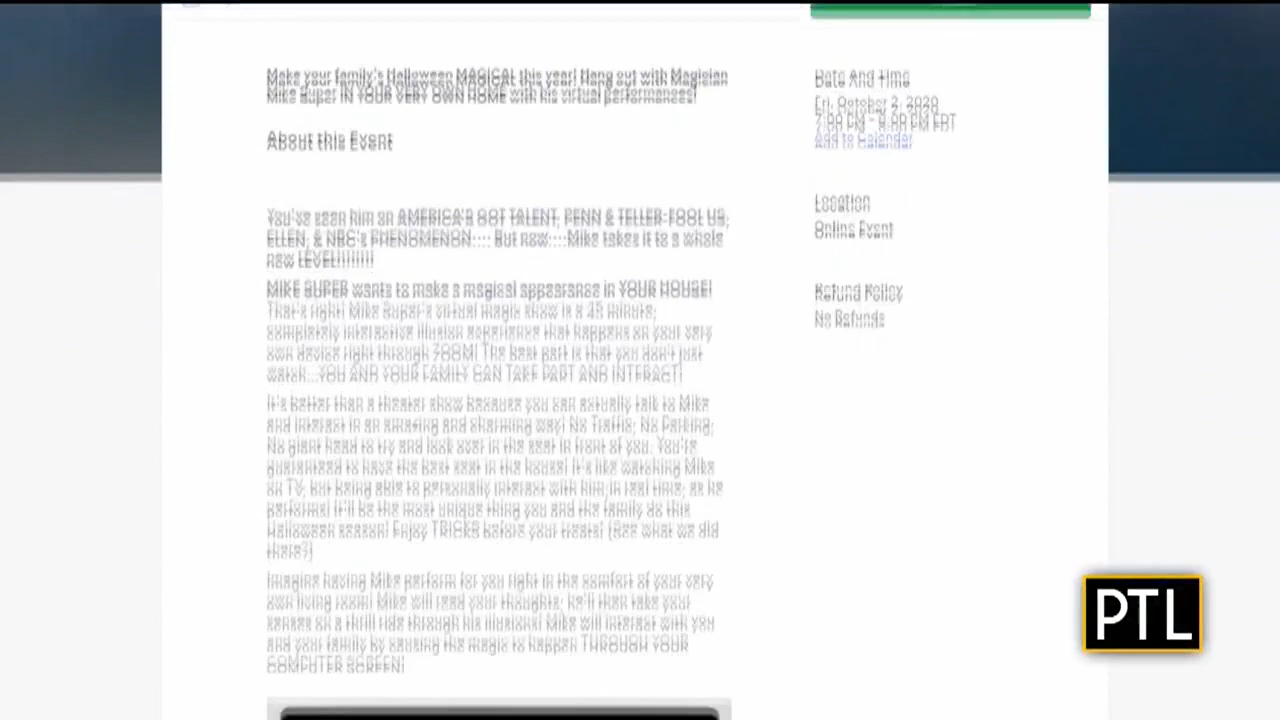 Make your family's Halloween MAGICAL this year! Hang out with Magician
Mike Super IN YOUR VERY OWN HOME with his virtual performances!
About this Event
You've seen him on AMERICA'S GOT TALENT, PENN & TELLER: FOOL US,
ELLEN, & NBC's PHENOMENON.... But now....Mike takes it to a whole
new LEVEL!!!!!!!!
MIKE SUPER wants to make a magical appearance in YOUR HOUSE!
That's right! Mike Super's virtual magic show is a 45 minute,
completely interactive illusion experience that happens on your very
own device right through ZOOM! The best part is that you don't just
watch...YOU AND YOUR FAMILY CAN TAKE PART AND INTERACT!
It's better than a theater show because you can actually talk to Mike
and interact in an amazing and charming way! No Traffic, No Parking,
No giant head to try and look over in the seat in front of you. You're
guaranteed to have the best seat in the house! It's like watching Mike
on TV, but being able to personally interact with him, in real time, as he
performs! It'll be the most unique thing you and the family do this
Halloween season! Enjoy TRICKS before your treats! (See what we did
there?)
Imagine having Mike perform for you right in the comfort of your very
own living room! Mike will read your thoughts, he'll then take your
senses on a thrill ride through his illusions! Mike will interact with you
and your family by causing the magic to happen THROUGH YOUR
COMPUTER SCREEN!
Date And Time
Fri, October 2, 2020
7:00 PM - 8:00 PM EDT
Add to Calendar
Location
Online Event
Refund Policy
No Refunds
PTL